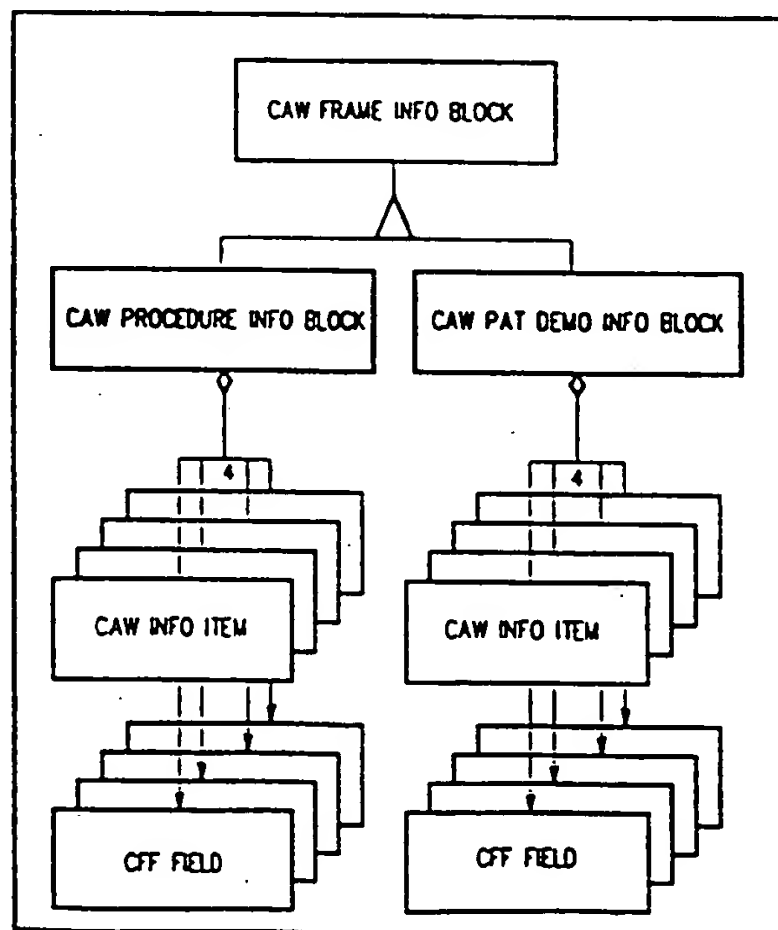 CAW FRAME INFO BLOCK
CAW PROCEDURE INFO BLOCK
CAW PAT DEMO INFO BLOCK
4
4
CAW INFO ITEM
CAW INFO ITEM
CFF FIELD
CFF FIELD